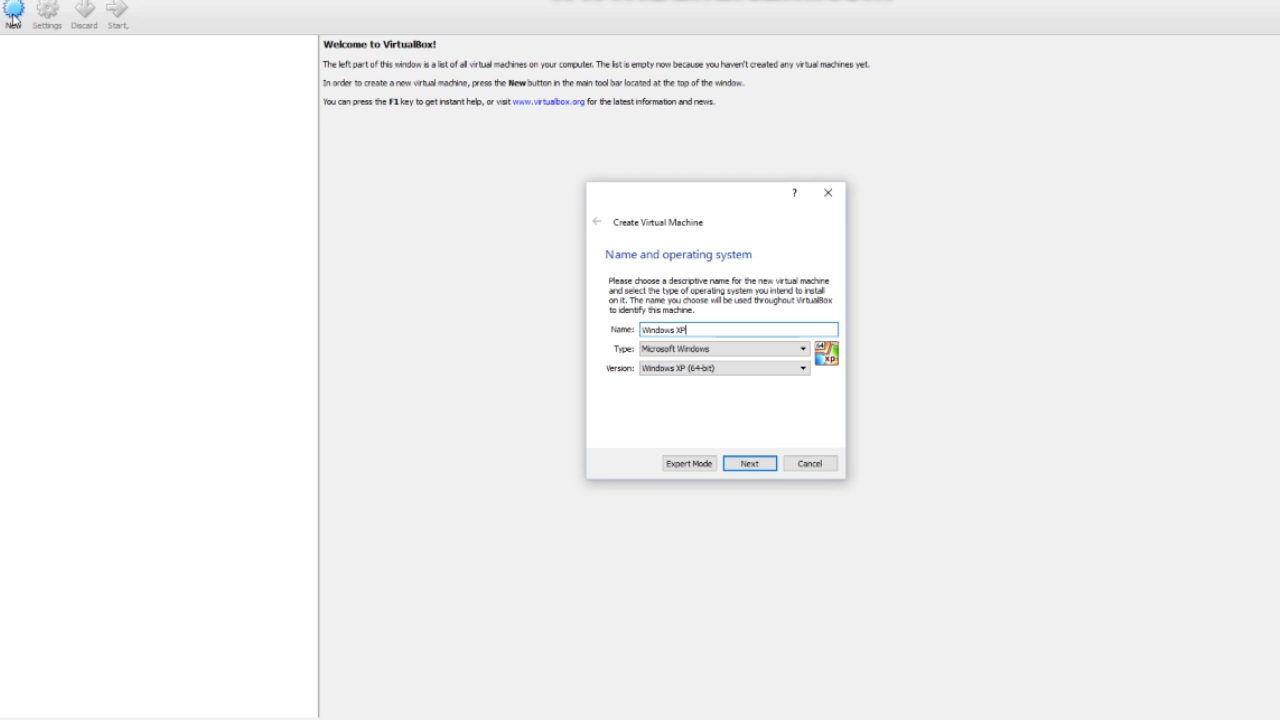 New Settings Discard Start
Welcome to VirtualBox!
The left part of this window is a list of all virtual machines on your computer. The list is empty now because you haven't created any virtual machines yet.
In order to create a new virtual machine, press the New button in the main tool bar located at the top of the window.
You can press the F1 key to get instant help, or visit www.virtualbox.org for the latest information and news.
?
Create Virtual Machine
Name and operating system
Please choose a descriptive name for the new virtual machine
and select the type of operating system you intend to install
on it. The name you choose will be used throughout VirtualBox
to identify this machine.
Name: Windows XP
Type: Microsoft Windows
64
xp
Version: Windows XP (64-bit)
Expert Mode Next Cancel